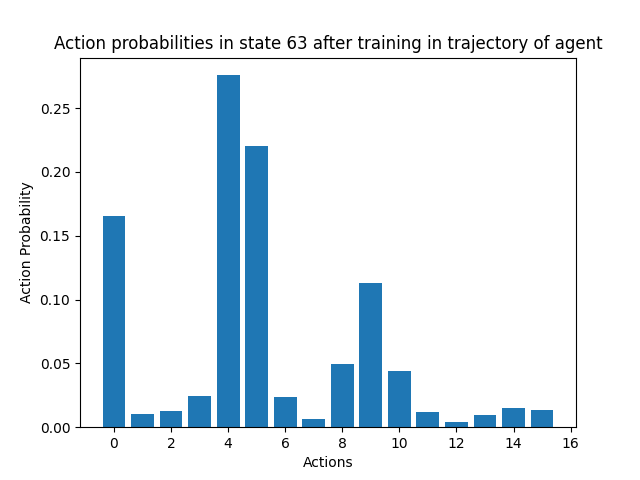 Action probabilities in state 63 after training in trajectory of agent
0.25
0.20
0.15
0.10
0.05
0.00
Action Probability
0 2 4 6 8 10 12 14 16
Actions